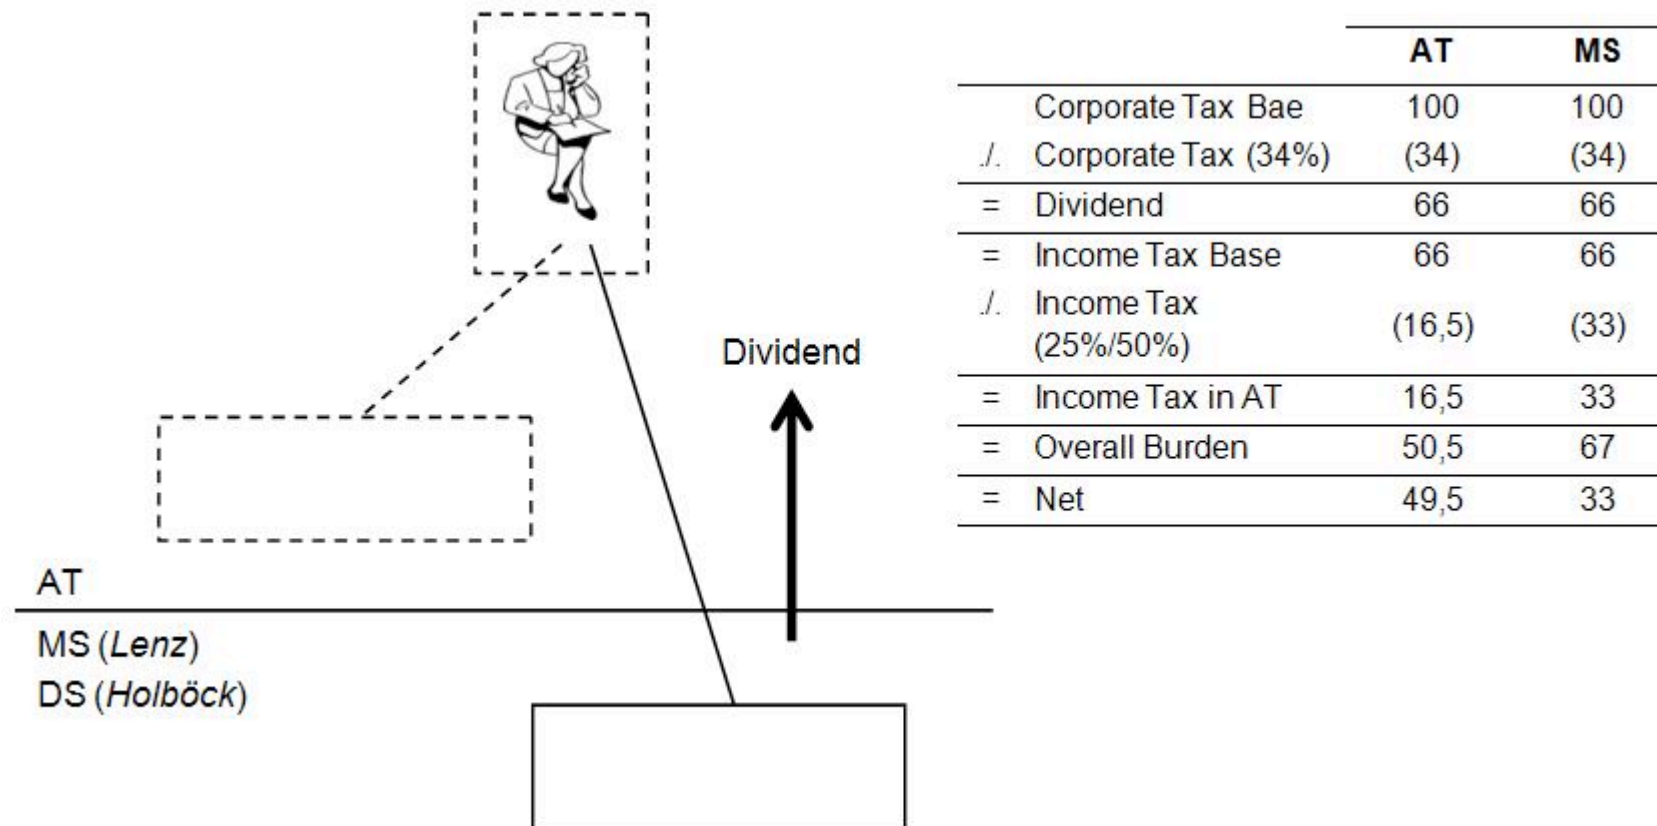 AT MS
Corporate Tax Bae 100 100
./. Corporate Tax (34%) (34) (34)
= Dividend 66 66
= Income Tax Base 66 66
./. Income Tax
(25%/50%) (16,5) (33)
= Income Tax in AT 16,5 33
= Overall Burden 50,5 67
= Net 49,5 33
Dividend
AT
MS (Lenz)
DS (Holböck)